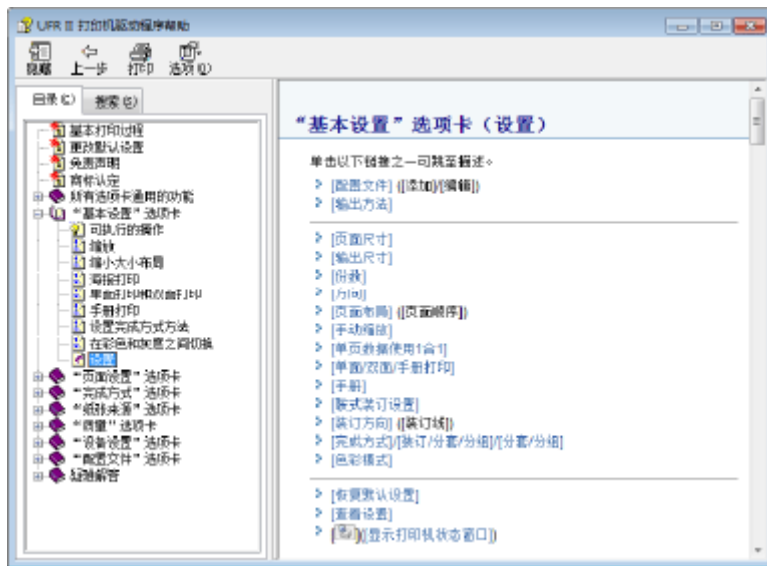 UFR II 打印机驱动程序帮助
隐藏 上一步 打印 选项(O)
目录(C) 搜索(S)
基本打印过程
更改默认设置
免责声明
商标认定
所有选项卡通用的功能
“基本设置”选项卡
可执行的操作
缩放
缩小大小布局
海报打印
单面打印和双面打印
手册打印
设置完成方式方法
在彩色和灰度之间切换
设置
“页面设置”选项卡
“完成方式”选项卡
“纸张来源”选项卡
“质量”选项卡
“设备设置”选项卡
“配置文件”选项卡
疑难解答
“基本设置”选项卡（设置）
单击以下链接之一可跳至描述。
[配置文件] ([添加]/[编辑])
[输出方法]
[页面尺寸]
[输出尺寸]
[份数]
[方向]
[页面布局] ([页面顺序])
[手动缩放]
[单页数据使用1合1]
[单面/双面/手册打印]
[手册]
[骑式装订设置]
[装订方向] ([装订线])
[完成方式]/[装订/分套/分组]/[分套/分组]
[色彩模式]
[恢复默认设置]
[查看设置]
[ ]([显示打印机状态窗口])